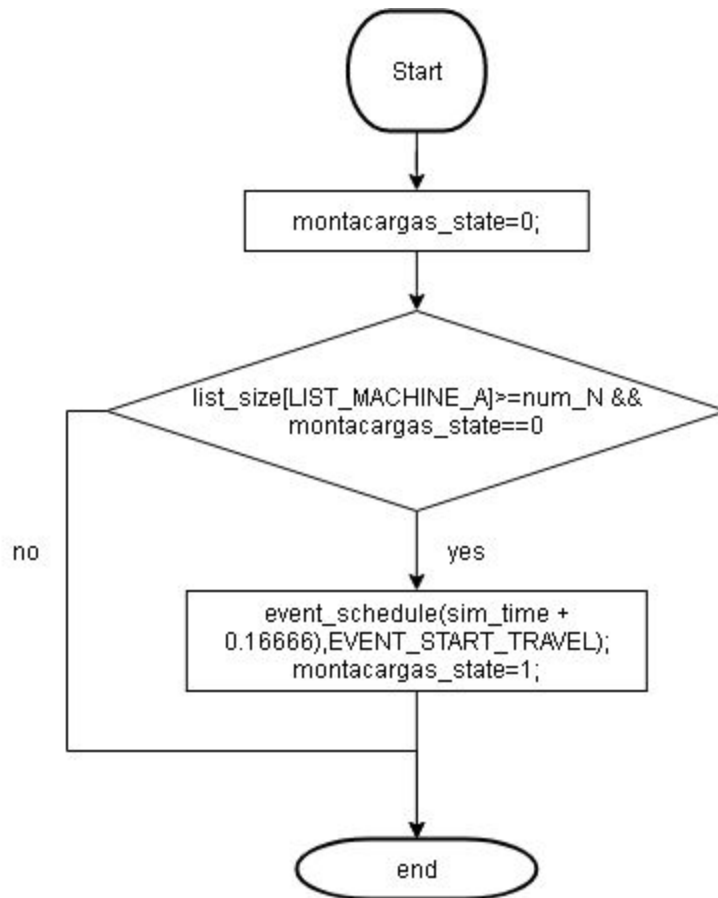 Start
montacargas_state=0;
list_size[LIST_MACHINE_A]>=num_N &&
montacargas_state==0
no
yes
event_schedule(sim_time +
0.16666),EVENT_START_TRAVEL);
montacargas_state=1;
end